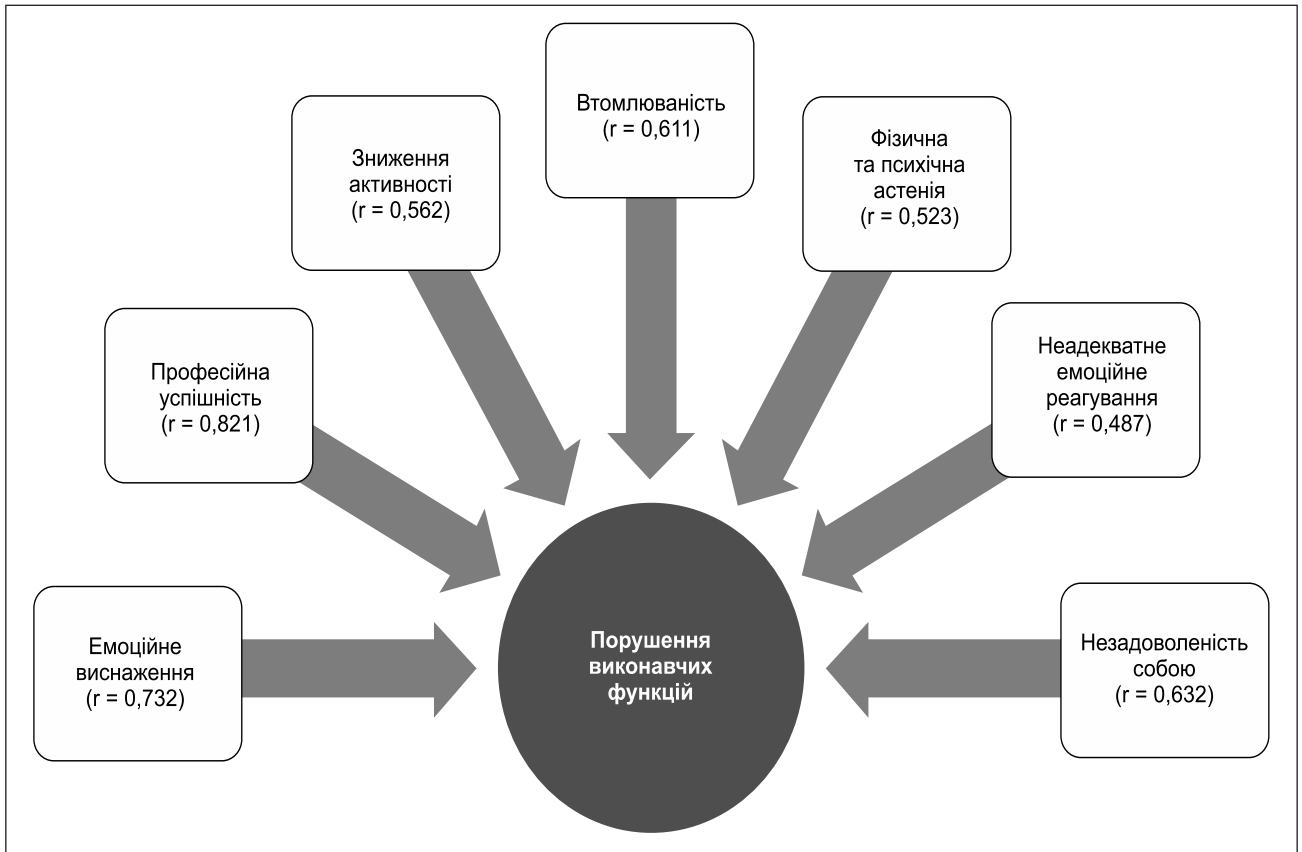 Втомлюваність
(r = 0,611)
Зниження
активності
(r = 0,562)
Фізична
та психічна
астенія
(r = 0,523)
Професійна
успішність
(r = 0,821)
Неадекватне
емоційне
реагування
(r = 0,487)
Емоційне
виснаження
(r = 0,732)
Порушення
виконавчих
функцій
Незадоволеність
собою
(r = 0,632)